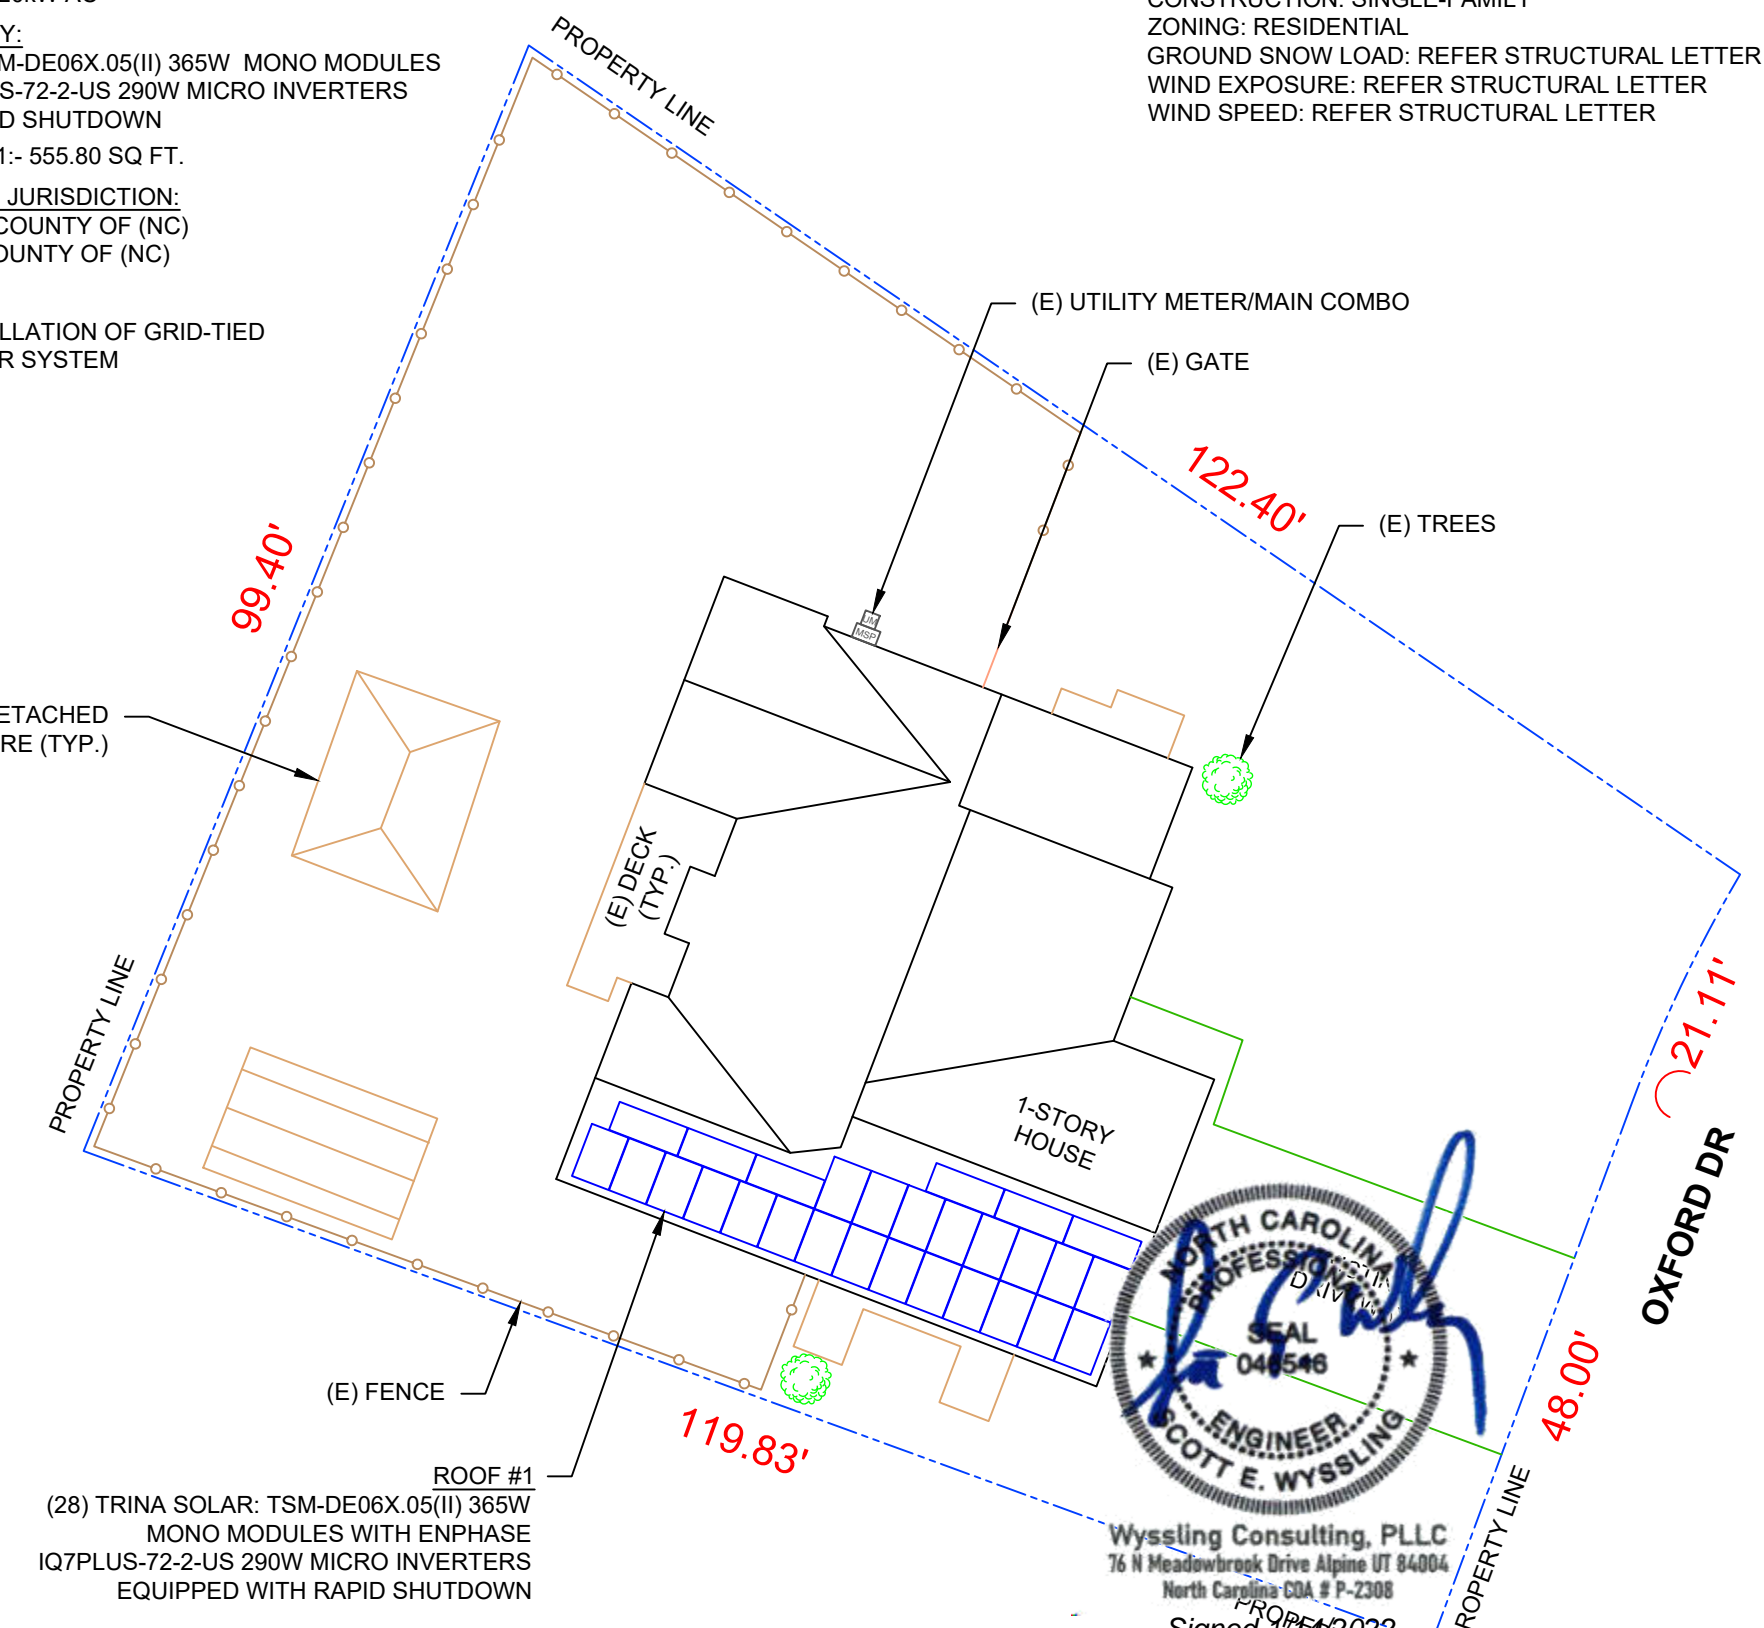 Y:
M-DE06X.05(II) 365W MONO MODULES
S-72-2-US 290W MICRO INVERTERS
D SHUTDOWN
1:- 555.80 SQ FT.
JURISDICTION:
COUNTY OF (NC)
OUNTY OF (NC)
LLATION OF GRID-TIED
R SYSTEM
CONSTRUCTION: SINGLE-FAMILY
ZONING: RESIDENTIAL
GROUND SNOW LOAD: REFER STRUCTURAL LETTER
WIND EXPOSURE: REFER STRUCTURAL LETTER
WIND SPEED: REFER STRUCTURAL LETTER
PROPERTY LINE
(E) UTILITY METER/MAIN COMBO
(E) GATE
122.40'
(E) TREES
99.40'
UM
MSP
ETACHED
RE (TYP.)
(E) DECK
(TYP.)
PROPERTY LINE
21.11'
1-STORY
HOUSE
OXFORD DR
48.00'
(E) FENCE
119.83'
ROOF #1
(28) TRINA SOLAR: TSM-DE06X.05(II) 365W
MONO MODULES WITH ENPHASE
IQ7PLUS-72-2-US 290W MICRO INVERTERS
EQUIPPED WITH RAPID SHUTDOWN
NORTH CAROLINA
PROFESSIONAL
SEAL
046546
ENGINEER
SCOTT E. WYSSLING
Wyssling Consulting, PLLC
76 N Meadowbrook Drive Alpine UT 84004
North Carolina COA # P-2308
Signed
ROPERTY LINE